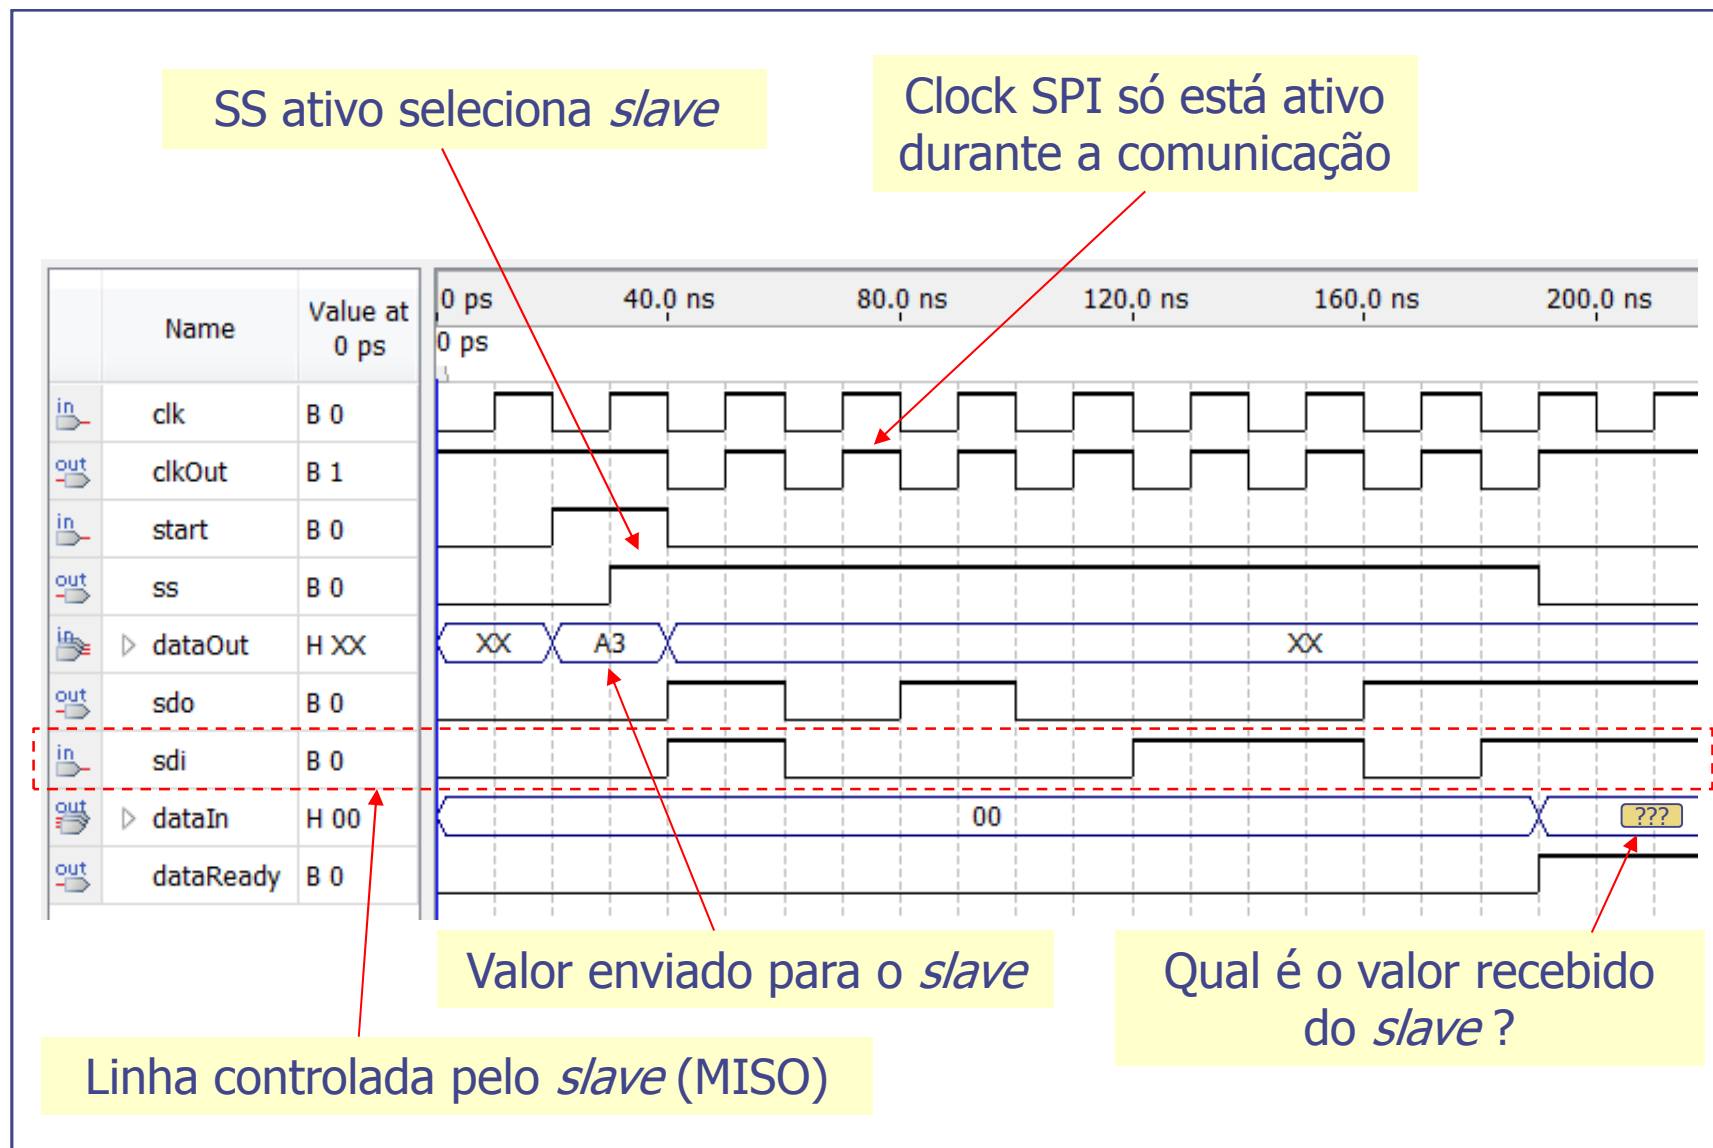 SS ativo seleciona slave
Clock SPI só está ativo
durante a comunicação
Name
Value at
0 ps
0 ps
40.0 ns
80.0 ns
120.0 ns
160.0 ns
200.0 ns
0 ps
in
clk
B 0
out
clkOut
B 1
in
start
B 0
out
ss
B 0
in
dataOut
H XX
XX
A3
XX
out
sdo
B 0
in
sdi
B 0
out
dataIn
H 00
00
???
out
dataReady
B 0
Valor enviado para o slave
Qual é o valor recebido
do slave ?
Linha controlada pelo slave (MISO)